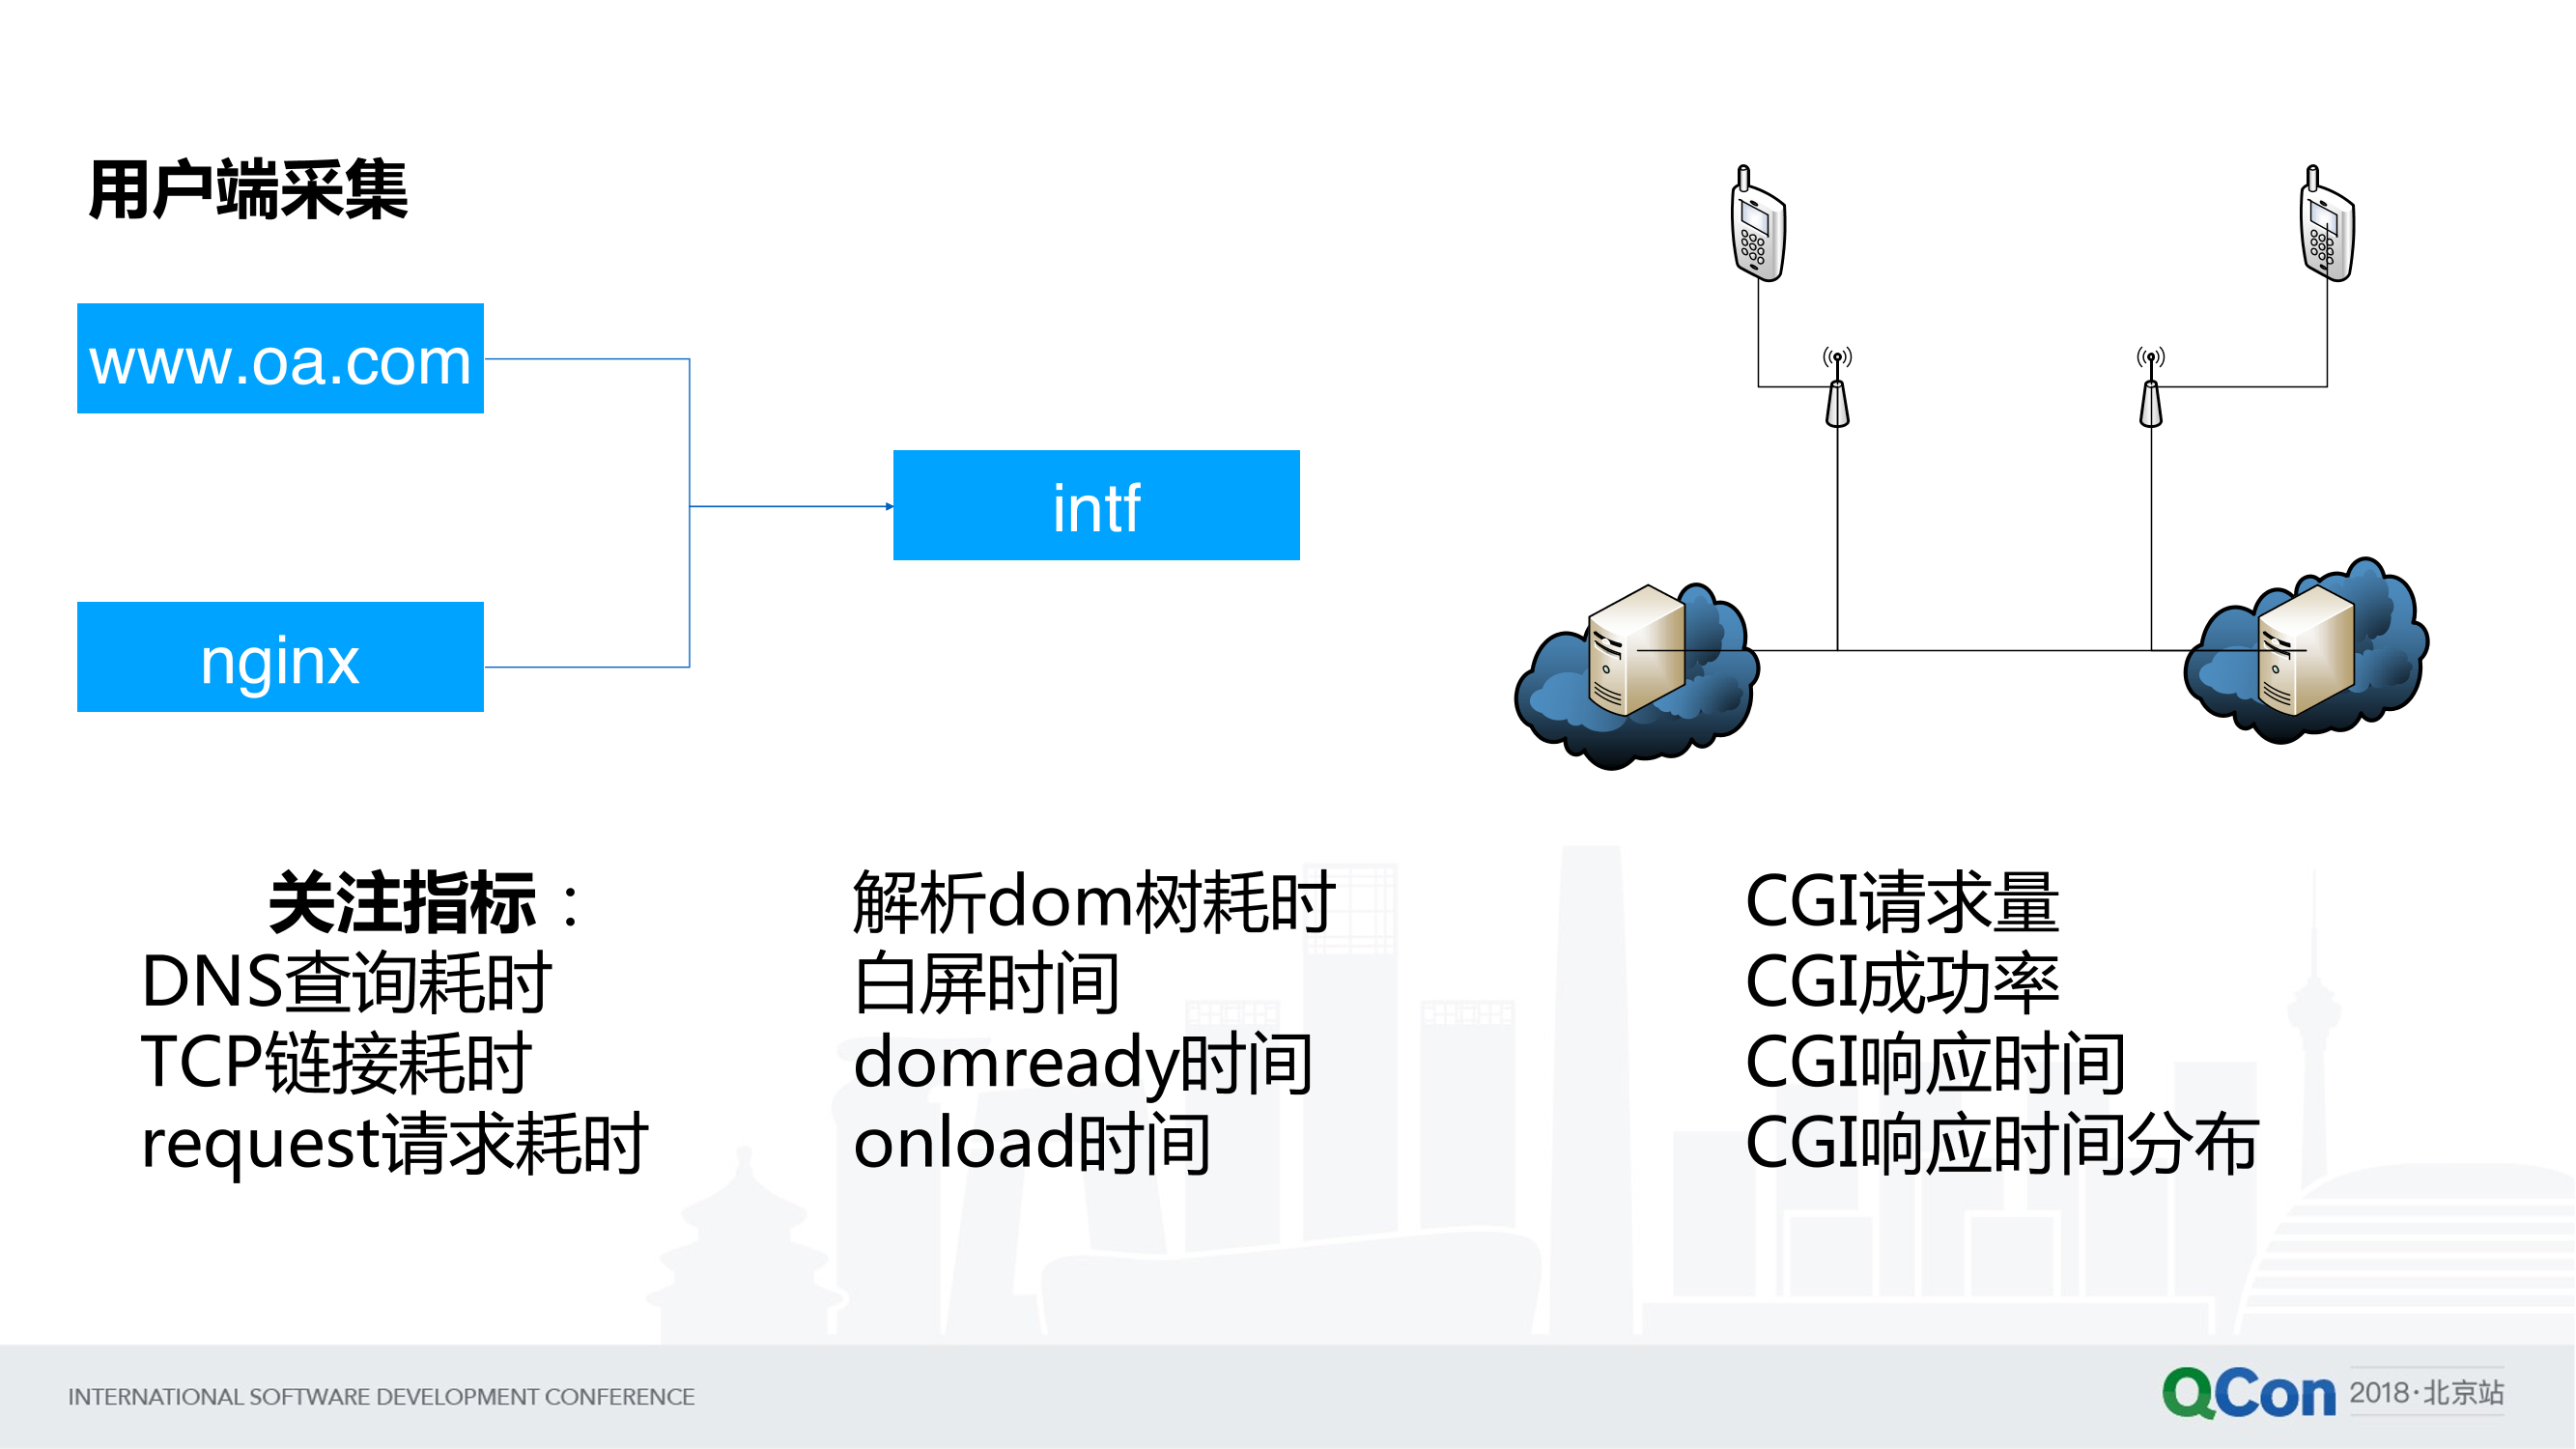 用户端采集
www.oa.com
intf
nginx
关注指标：
DNS查询耗时
TCP链接耗时
request请求耗时
解析dom树耗时
白屏时间
domready时间
onload时间
CGI请求量
CGI成功率
CGI响应时间
CGI响应时间分布
INTERNATIONAL SOFTWARE DEVELOPMENT CONFERENCE
QCon 2018·北京站